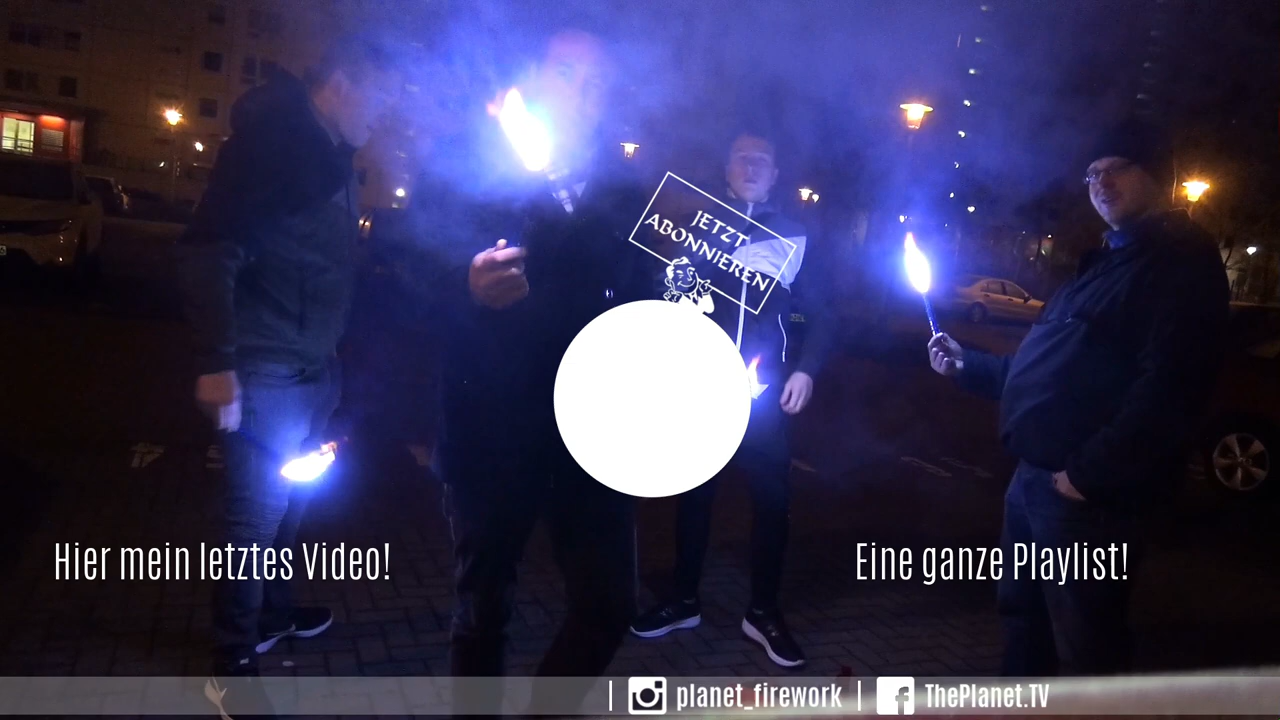 JETZT
ABONNIEREN
Hier mein letztes Video!
Eine ganze Playlist!
| planet_firework | ThePlanet.TV